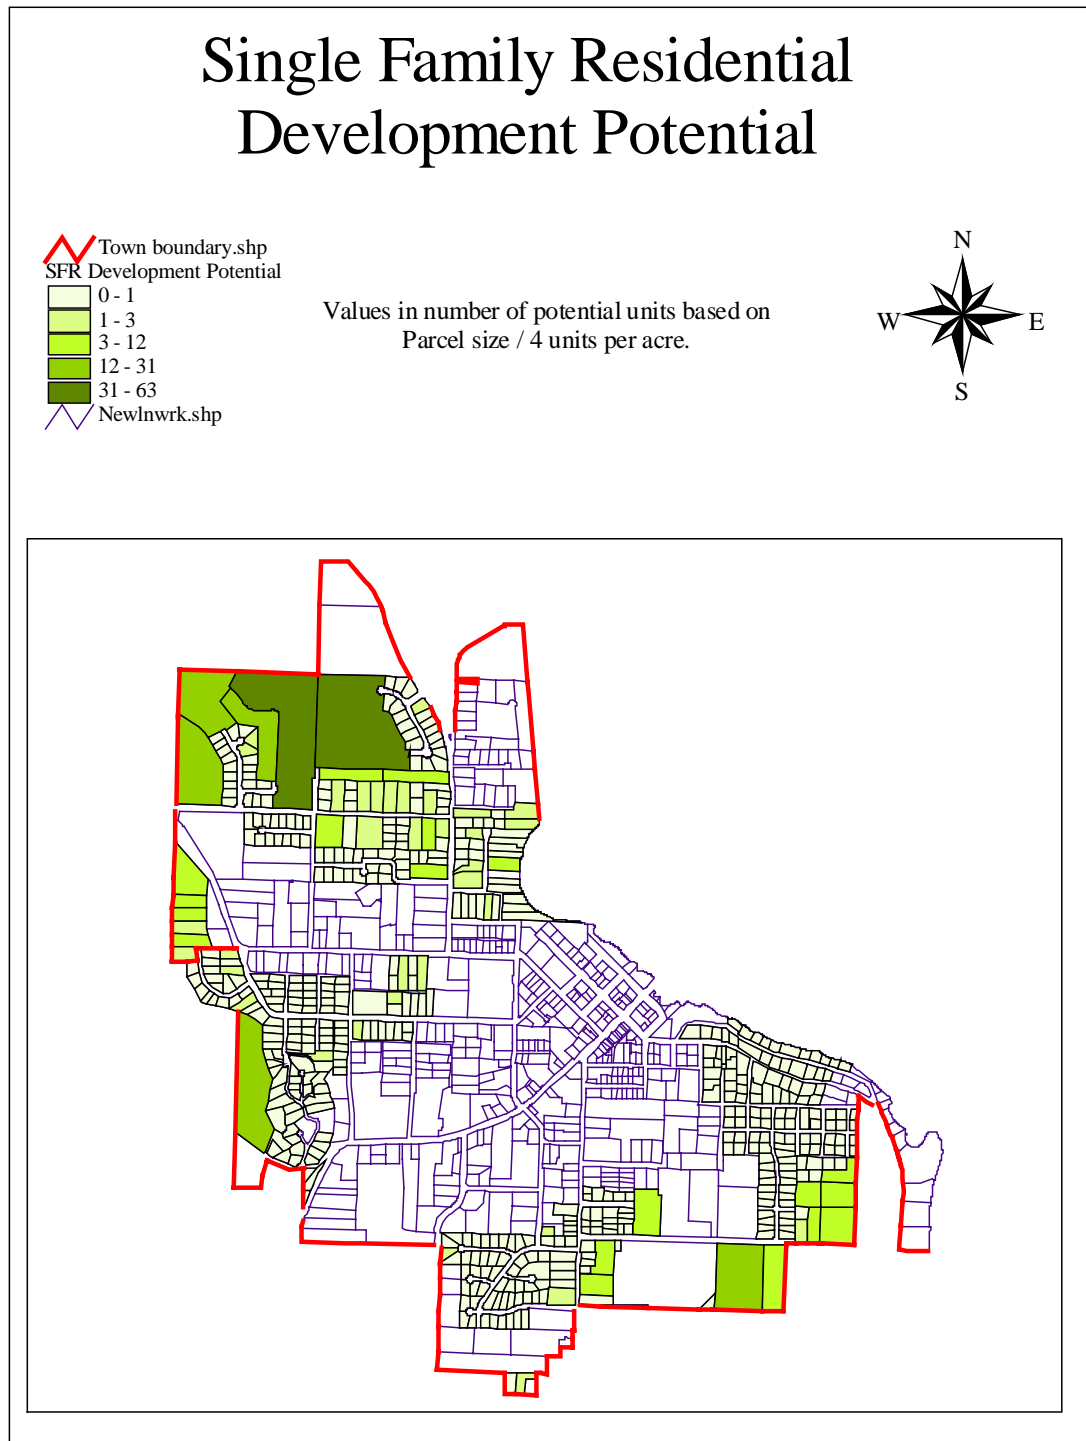 Single Family Residential
Development Potential
Town boundary.shp
SFR Development Potential
0 - 1
1 - 3
3 - 12
12 - 31
31 - 63
Newlnwrk.shp
Values in number of potential units based on
Parcel size / 4 units per acre.
N
W
E
S